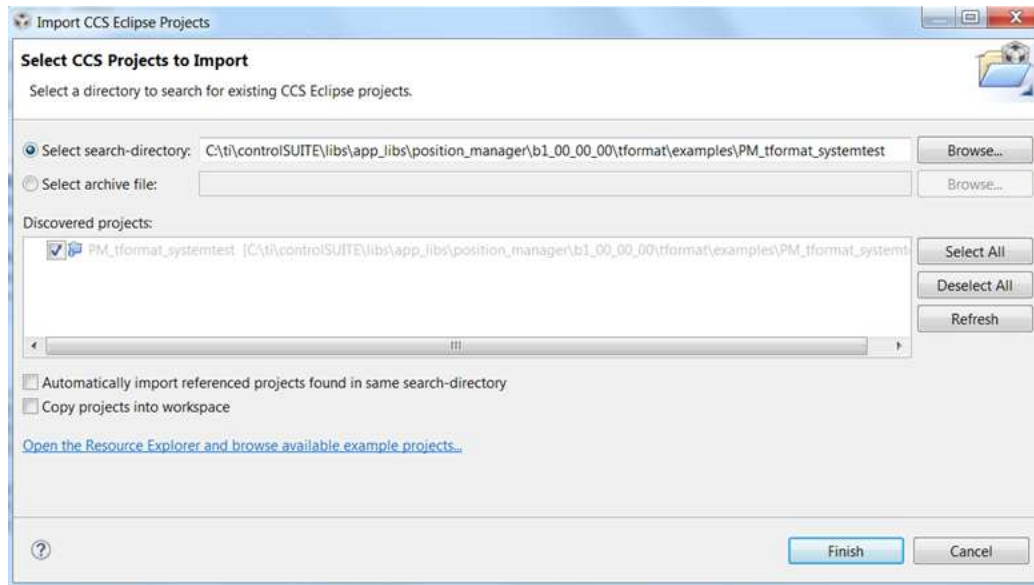 Import CCS Eclipse Projects
X
Select CCS Projects to Import
Select a directory to search for existing CCS Eclipse projects.
Select search-directory: C:\ti\controlSUITE\libs\app_libs\position_manager\b1_00_00_00\tformat\examples\PM_tformat_systemtest Browse...
Select archive file: Browse...
Discovered projects:
PM_tformat_systemtest [C:\ti\controlSUITE\libs\app_libs\position_manager\b1_00_00_00\tformat\examples\PM_tformat_systemt Select All
Deselect All
Refresh
Automatically import referenced projects found in same search-directory
Copy projects into workspace
Open the Resource Explorer and browse available example projects...
? Finish Cancel